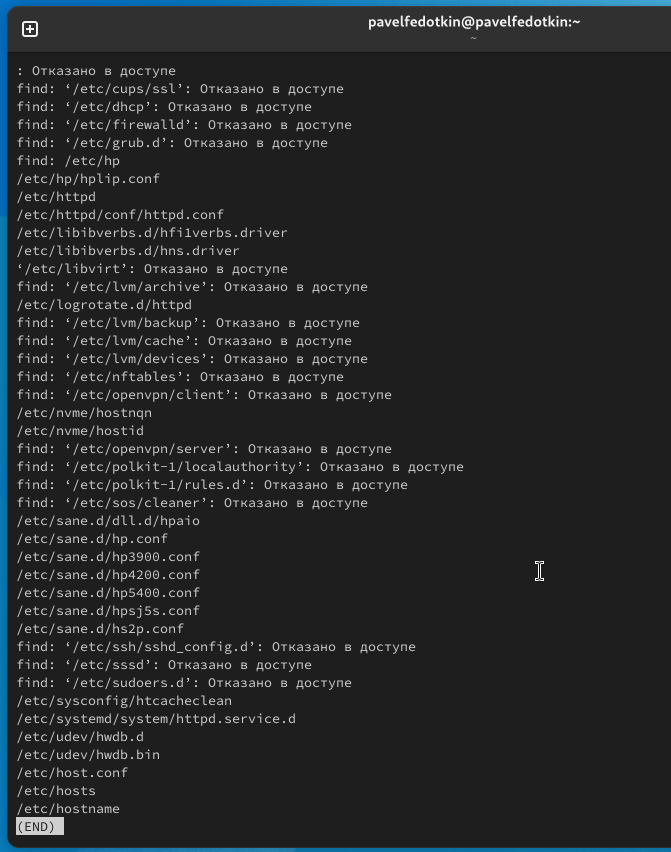 pavelfedotkin@pavelfedotkin:~
~
: Отказано в доступе
find: ‘/etc/cups/ssl’: Отказано в доступе
find: ‘/etc/dhcp’: Отказано в доступе
find: ‘/etc/firewalld’: Отказано в доступе
find: ‘/etc/grub.d’: Отказано в доступе
find: /etc/hp
/etc/hp/hplip.conf
/etc/httpd
/etc/httpd/conf/httpd.conf
/etc/libibverbs.d/hfi1verbs.driver
/etc/libibverbs.d/hns.driver
‘/etc/libvirt’: Отказано в доступе
find: ‘/etc/lvm/archive’: Отказано в доступе
/etc/logrotate.d/httpd
find: ‘/etc/lvm/backup’: Отказано в доступе
find: ‘/etc/lvm/cache’: Отказано в доступе
find: ‘/etc/lvm/devices’: Отказано в доступе
find: ‘/etc/nftables’: Отказано в доступе
find: ‘/etc/openvpn/client’: Отказано в доступе
/etc/nvme/hostnqn
/etc/nvme/hostid
find: ‘/etc/openvpn/server’: Отказано в доступе
find: ‘/etc/polkit-1/localauthority’: Отказано в доступе
find: ‘/etc/polkit-1/rules.d’: Отказано в доступе
find: ‘/etc/sos/cleaner’: Отказано в доступе
/etc/sane.d/dll.d/hpaio
/etc/sane.d/hp.conf
/etc/sane.d/hp3900.conf
/etc/sane.d/hp4200.conf
/etc/sane.d/hp5400.conf
/etc/sane.d/hpsj5s.conf
/etc/sane.d/hs2p.conf
find: ‘/etc/ssh/sshd_config.d’: Отказано в доступе
find: ‘/etc/sssd’: Отказано в доступе
find: ‘/etc/sudoers.d’: Отказано в доступе
/etc/sysconfig/htcacheclean
/etc/systemd/system/httpd.service.d
/etc/udev/hwdb.d
/etc/udev/hwdb.bin
/etc/host.conf
/etc/hosts
/etc/hostname
(END)